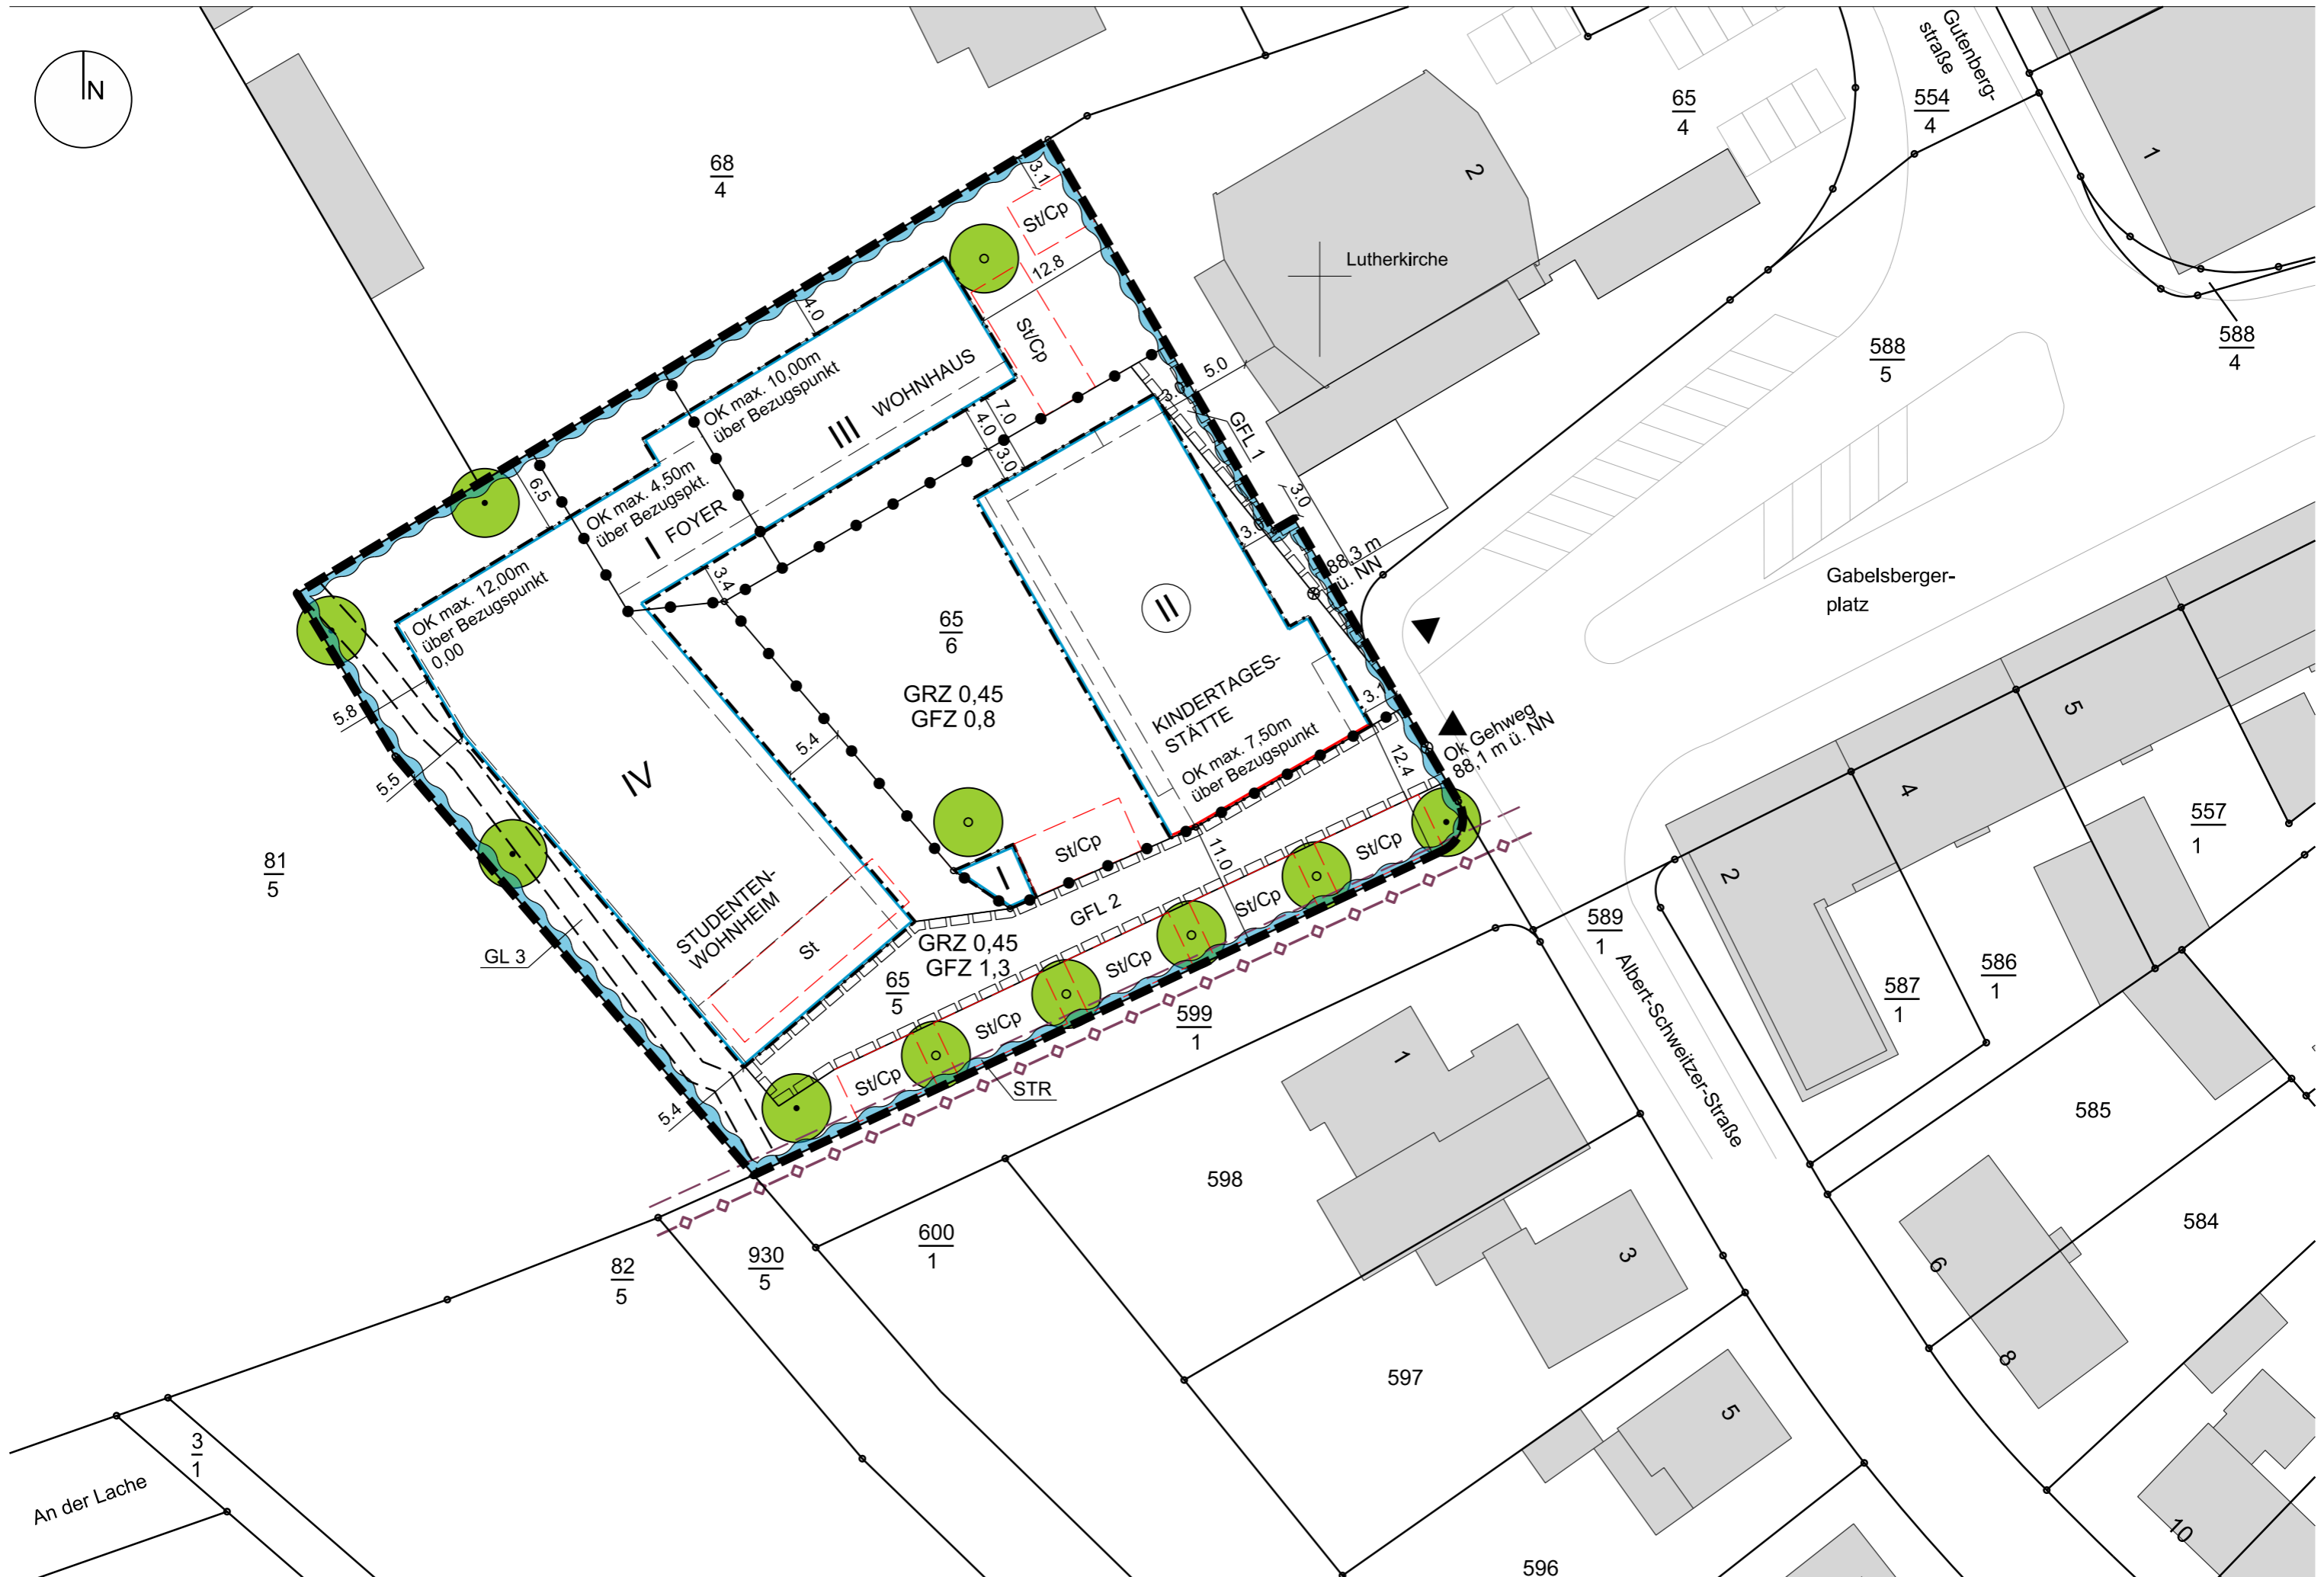 N
68
4
65
4
554
4
Gutenberg-
straße
1
2
Lutherkirche
588
5
588
4
Gabelsberger-
platz
3.1
St/Cp
12.8
St/Cp
4.0
OK max. 10,00m
über Bezugspunkt
III WOHNHAUS
7.0
4.0
3.0
5.0
GFL 1
3.0
88,3 m
ü. NN
6.5
OK max. 4,50m
über Bezugspkt.
I FOYER
3.4
OK max. 12,00m
über Bezugspunkt
0,00
5.8
5.5
65
6
GRZ 0,45
GFZ 0,8
II
KINDERTAGES-
STÄTTE
OK max. 7,50m
über Bezugspunkt
12.4
Ok Gehweg
88,1 m ü. NN
5.4
IV
81
5
STUDENTEN-
WOHNHEIM
St
GL 3
I
St/Cp
11.0
GFL 2
GRZ 0,45
GFZ 1,3
65
5
St/Cp
St/Cp
St/Cp
St/Cp
St/Cp
5.4
STR
599
1
589
1
Albert-Schweitzer-Straße
2
4
5
557
1
587
1
586
1
585
584
6
8
10
1
598
3
597
5
596
600
1
930
5
82
5
3
1
An der Lache